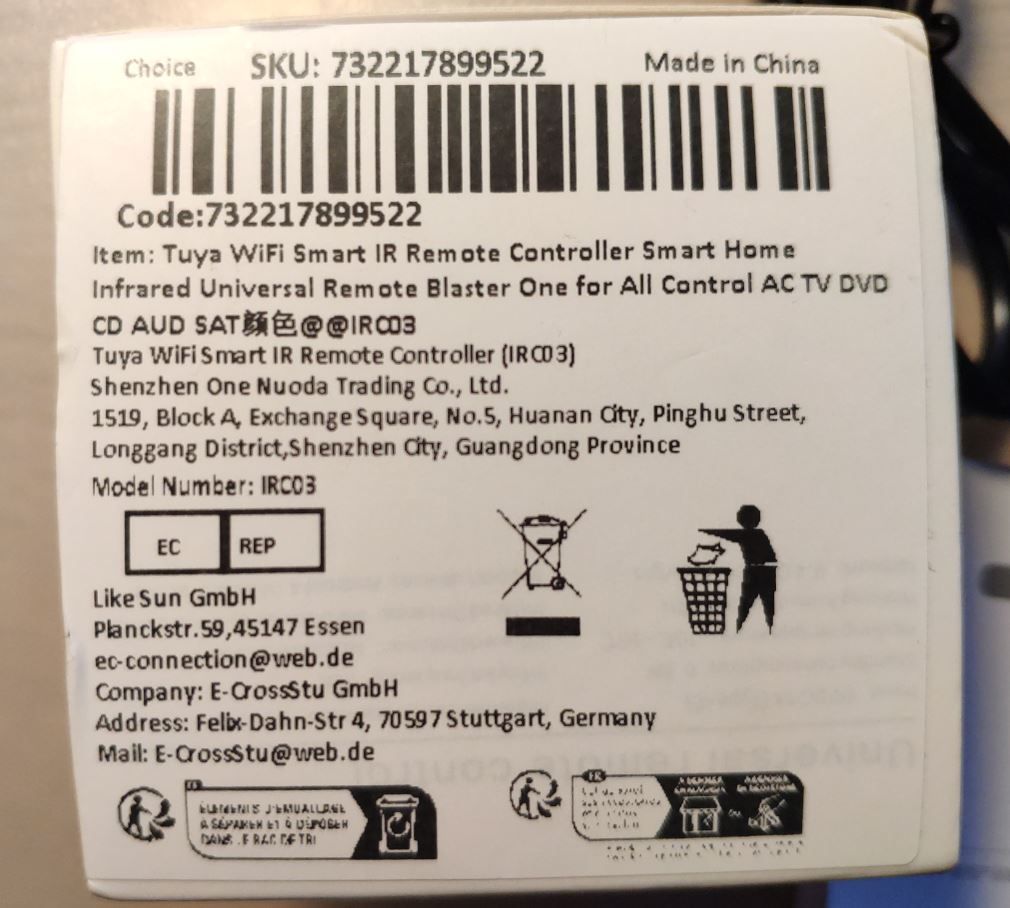 Choice SKU: 732217899522 Made in China
Code:732217899522
Item: Tuya WiFi Smart IR Remote Controller Smart Home
Infrared Universal Remote Blaster One for All Control AC TV DVD
CD AUD SAT顏色@@IRC03
Tuya WiFi Smart IR Remote Controller (IRC03)
Shenzhen One Nuoda Trading Co., Ltd.
1519, Block A, Exchange Square, No.5, Huanan City, Pinghu Street,
Longgang District,Shenzhen City, Guangdong Province
Model Number: IRC03
EC REP
Like Sun GmbH
Planckstr.59,45147 Essen
ec-connection@web.de
Company: E-CrossStu GmbH
Address: Felix-Dahn-Str 4, 70597 Stuttgart, Germany
Mail: E-CrossStu@web.de
FR
ÉLÉMENTS D'EMBALLAGE
À SÉPARER ET À DÉPOSER
DANS LE BAC DE TRI
Universal remote control